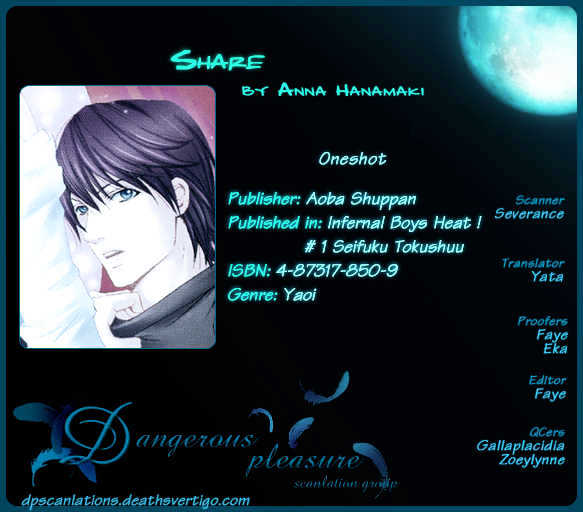 Share
by Anna Hanamaki
Oneshot
Publisher: Aoba Shuppan
Published in: Infernal Boys Heat !
# 1 Seifuku Tokushuu
ISBN: 4-87317-850-9
Genre: Yaoi
Scanner
Severance
Translator
Yata
Proofers
Faye
Eka
Editor
Faye
QCers
Gallaplacidia
Zoeylynne
Dangerous
pleasure
scanlation group
dpscanlations.deathsvertigo.com